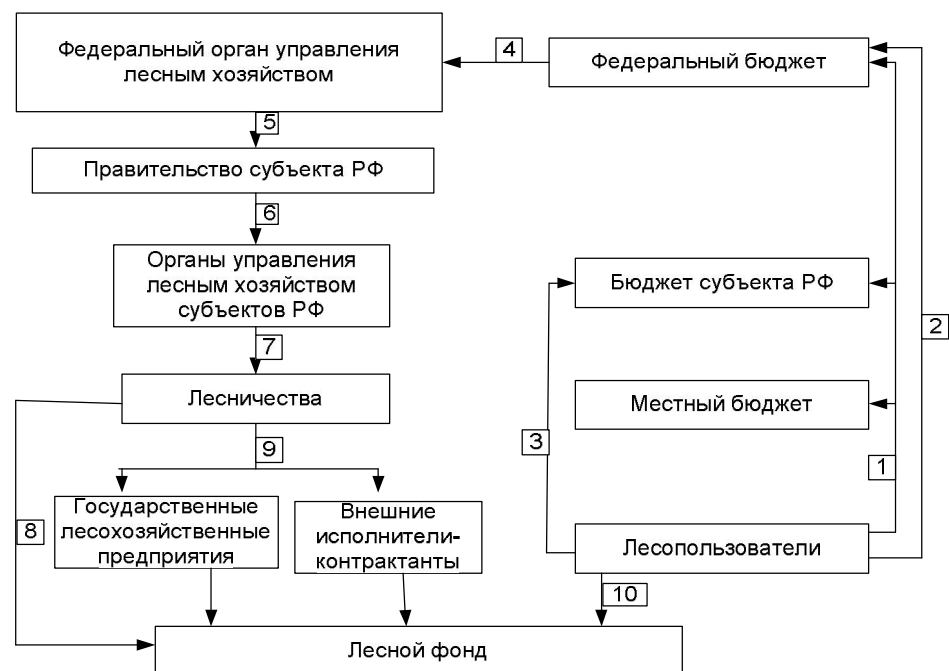 Федеральный орган управления
лесным хозяйством
4
Федеральный бюджет
5
Правительство субъекта РФ
6
Органы управления
лесным хозяйством
субъектов РФ
Бюджет субъекта РФ
2
7
Лесничества
Местный бюджет
3
9
1
8
Государственные
лесохозяйственные
предприятия
Внешние
исполнители-
контрактанты
Лесопользователи
10
Лесной фонд